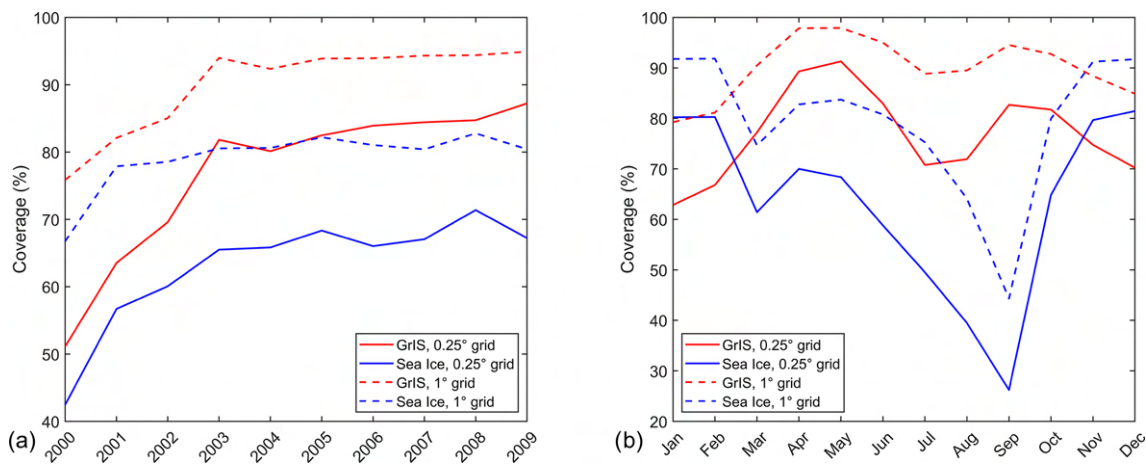 100
90
80
70
60
50
40
Coverage (%)
2000
2001
2002
2003
2004
2005
2006
2007
2008
2009
GrIS, 0.25° grid
Sea Ice, 0.25° grid
GrIS, 1° grid
Sea Ice, 1° grid
(a)
100
90
80
70
60
50
40
30
20
Coverage (%)
Jan
Feb
Mar
Apr
May
Jun
Jul
Aug
Sep
Oct
Nov
Dec
GrIS, 0.25° grid
Sea Ice, 0.25° grid
GrIS, 1° grid
Sea Ice, 1° grid
(b)